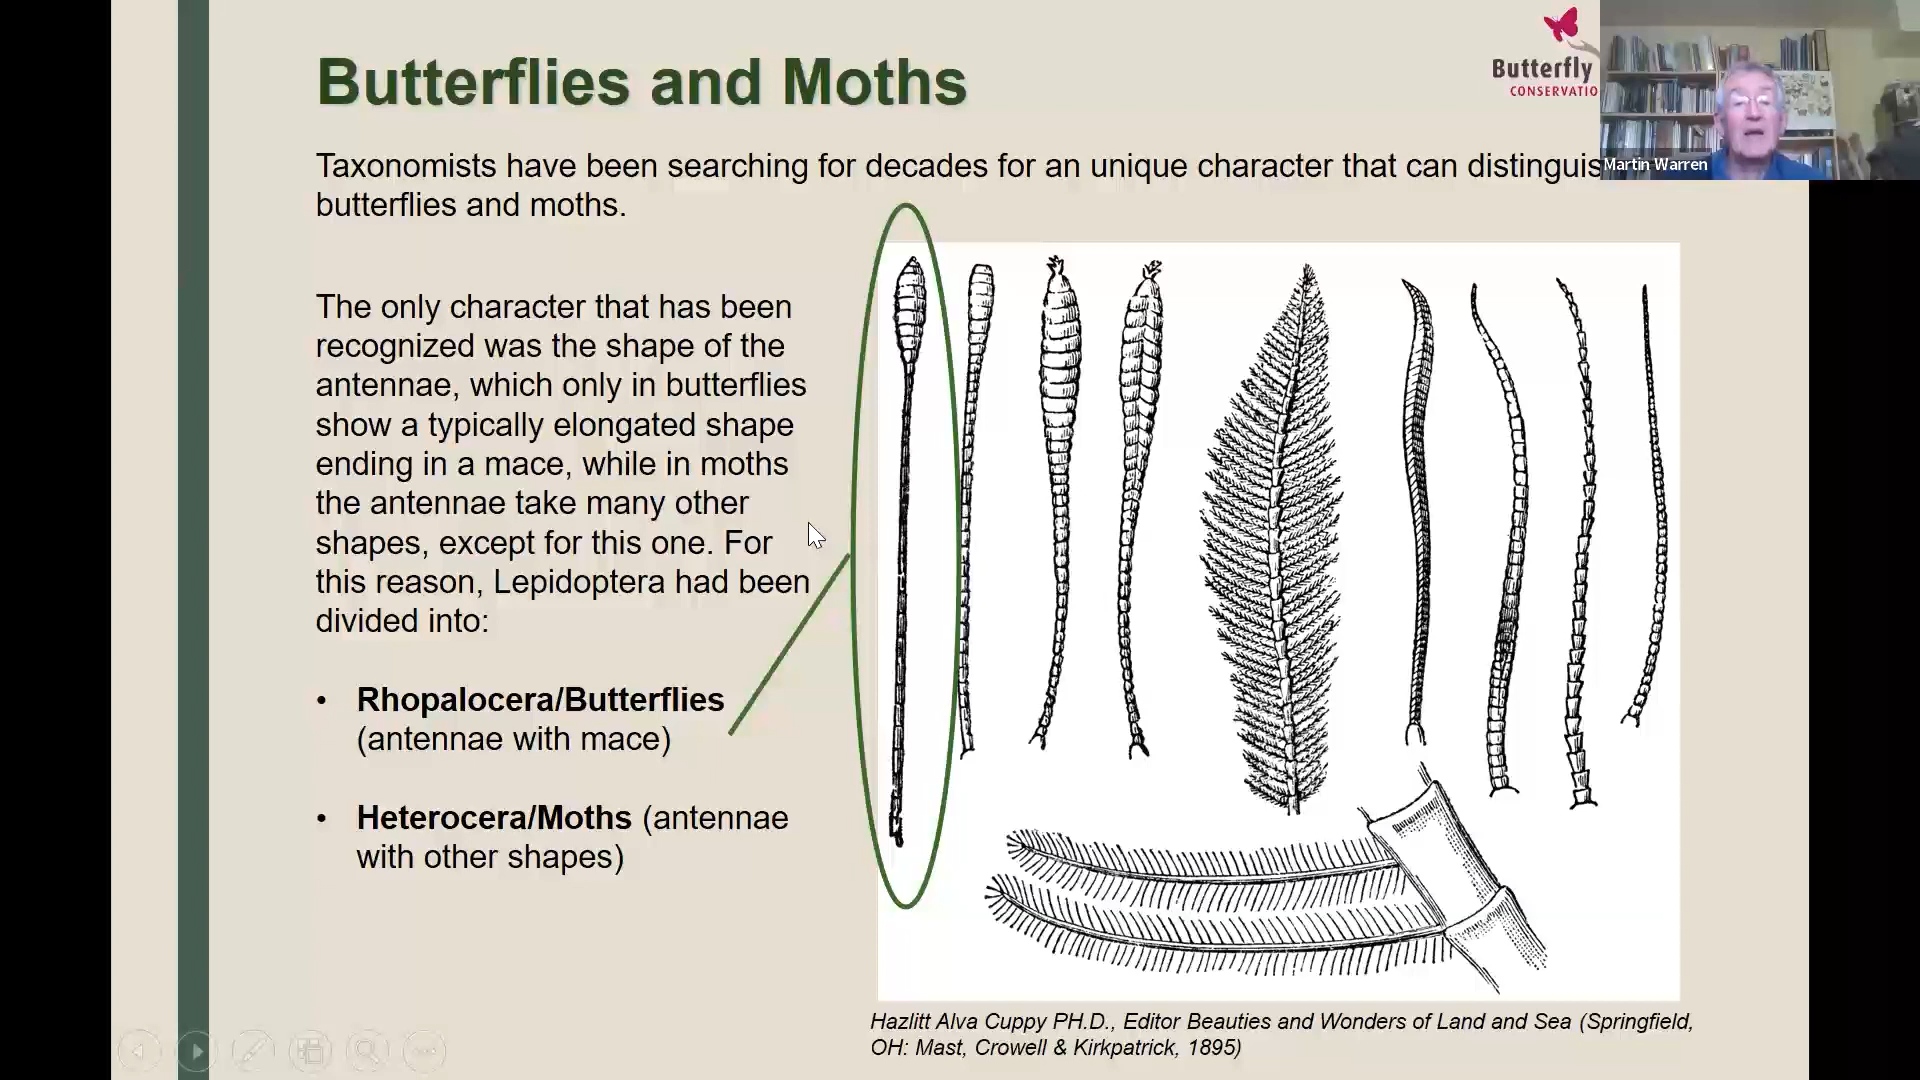 Butterflies and Moths
Butterfly
CONSERVATIO
Martin Warren
Taxonomists have been searching for decades for an unique character that can distinguis
butterflies and moths.
The only character that has been
recognized was the shape of the
antennae, which only in butterflies
show a typically elongated shape
ending in a mace, while in moths
the antennae take many other
shapes, except for this one. For
this reason, Lepidoptera had been
divided into:
• Rhopalocera/Butterflies
(antennae with mace)
• Heterocera/Moths (antennae
with other shapes)
Hazlitt Alva Cuppy PH.D., Editor Beauties and Wonders of Land and Sea (Springfield,
OH: Mast, Crowell & Kirkpatrick, 1895)